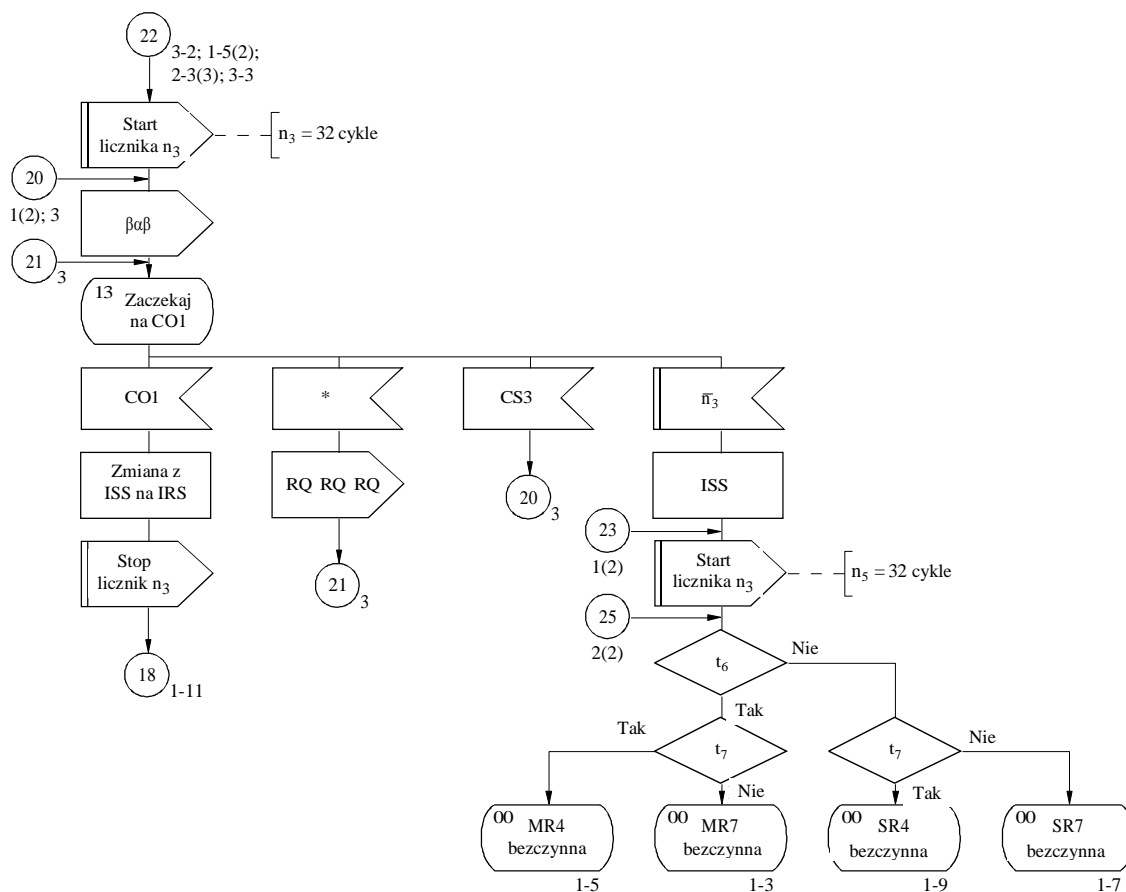 22
3-2; 1-5(2);
2-3(3); 3-3
Start
licznika n₃
n₃ = 32 cykle
20
1(2); 3
βαβ
21
3
13 Zaczekaj
na CO1
CO1
*
CS3
n̅₃
Zmiana z
ISS na IRS
RQ RQ RQ
20
3
ISS
23
1(2)
Stop
licznik n₃
21
3
Start
licznika n₃
n₅ = 32 cykle
25
2(2)
18
1-11
t₆
Nie
Tak
Tak
t₇
Nie
t₇
Nie
Tak
00 MR4
bezczynna
1-5
00 MR7
bezczynna
1-3
00 SR4
bezczynna
1-9
00 SR7
bezczynna
1-7